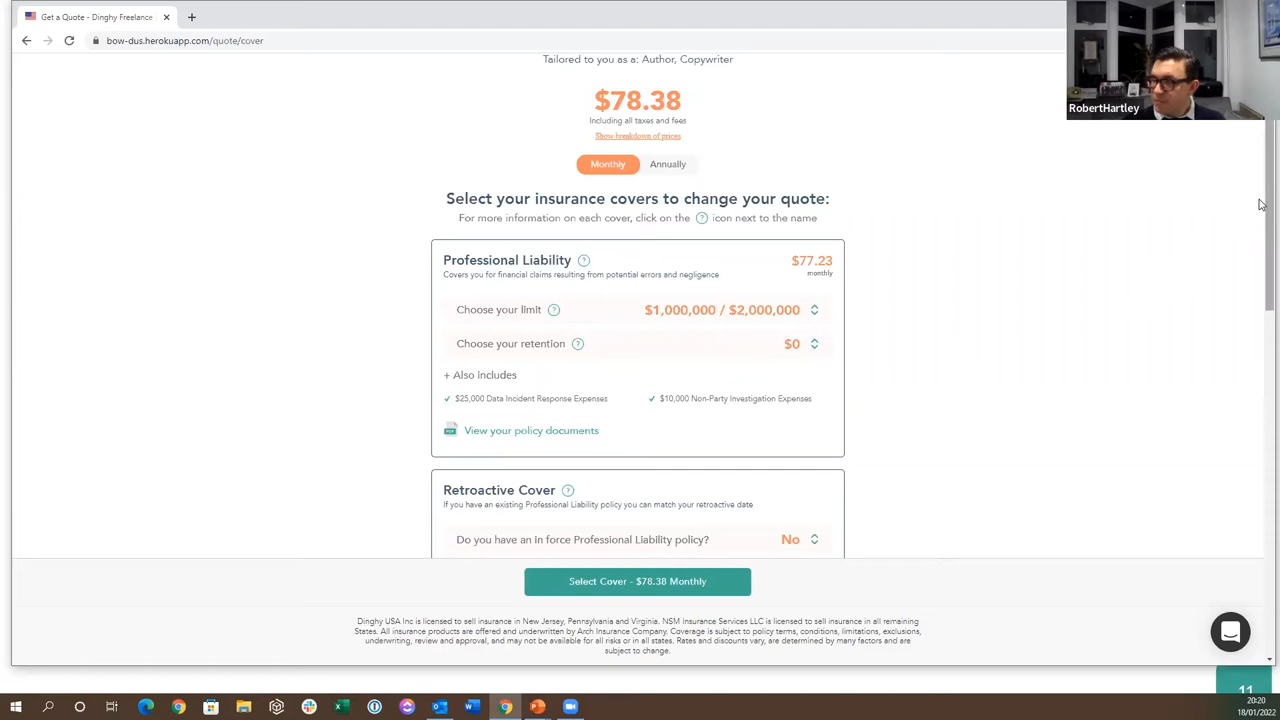 Get a Quote - Dinghy Freelance
bow-dus.herokuapp.com/quote/cover
RobertHartley
Tailored to you as a: Author, Copywriter
$78.38
Including all taxes and fees
Show breakdown of prices
Monthly Annually
Select your insurance covers to change your quote:
For more information on each cover, click on the ? icon next to the name
Professional Liability ? $77.23
Covers you for financial claims resulting from potential errors and negligence monthly
Choose your limit ? $1,000,000 / $2,000,000
Choose your retention ? $0
+ Also includes
$25,000 Data Incident Response Expenses $10,000 Non-Party Investigation Expenses
PDF View your policy documents
Retroactive Cover ?
If you have an existing Professional Liability policy you can match your retroactive date
Do you have an in force Professional Liability policy? No
Select Cover - $78.38 Monthly
Dinghy USA Inc is licensed to sell insurance in New Jersey, Pennsylvania and Virginia. NSM Insurance Services LLC is licensed to sell insurance in all remaining
States. All insurance products are offered and underwritten by Arch Insurance Company. Coverage is subject to policy terms, conditions, limitations, exclusions,
underwriting, review and approval, and may not be available for all risks or in all states. Rates and discounts vary, are determined by many factors and are
subject to change.
11
20:20
18/01/2022